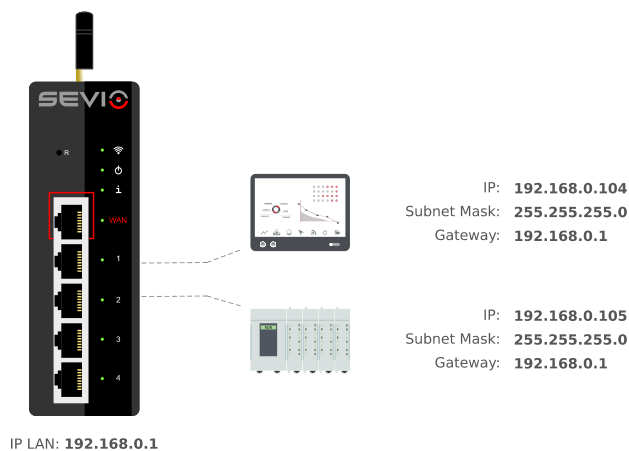 SEVIO
R
i
WAN
1
2
3
4
IP LAN: 192.168.0.1
IP: 192.168.0.104
Subnet Mask: 255.255.255.0
Gateway: 192.168.0.1
IP: 192.168.0.105
Subnet Mask: 255.255.255.0
Gateway: 192.168.0.1